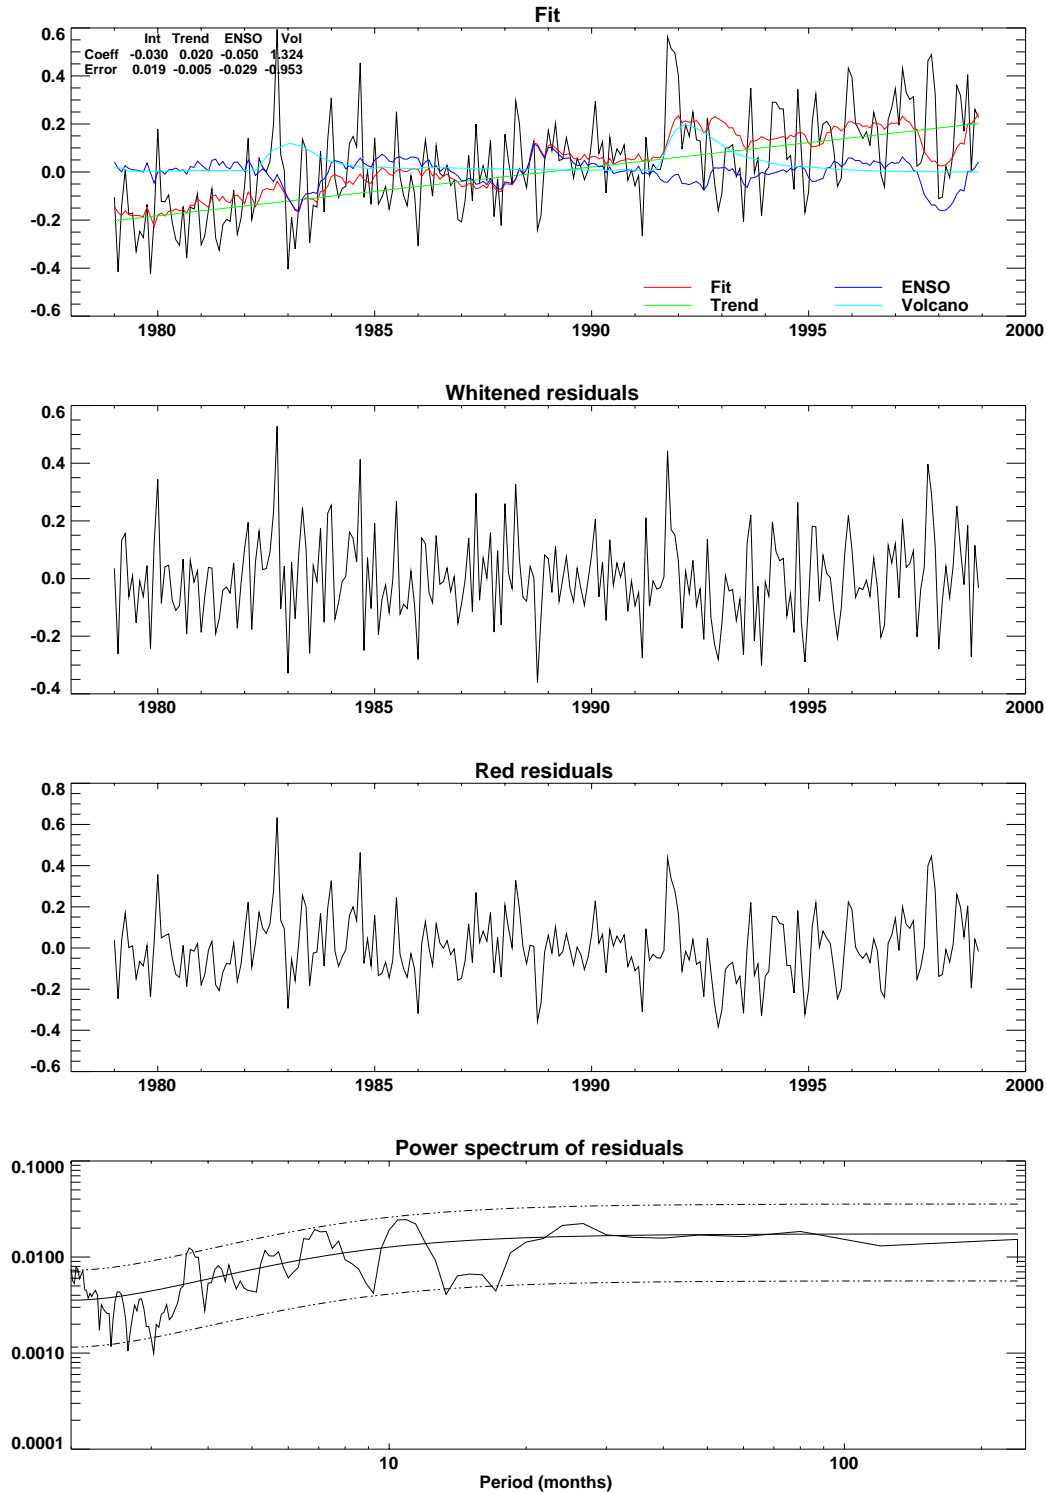 Fit
0.6
Int Trend ENSO Vol
Coeff -0.030 0.020 -0.050 1.324
Error 0.019 -0.005 -0.029 -0.953
0.4
0.2
0.0
-0.2
-0.4
Fit ENSO
Trend Volcano
-0.6
1980 1985 1990 1995 2000
Whitened residuals
0.6
0.4
0.2
0.0
-0.2
-0.4
1980 1985 1990 1995 2000
Red residuals
0.8
0.6
0.4
0.2
0.0
-0.2
-0.4
-0.6
1980 1985 1990 1995 2000
Power spectrum of residuals
0.1000
0.0100
0.0010
0.0001
10 100
Period (months)